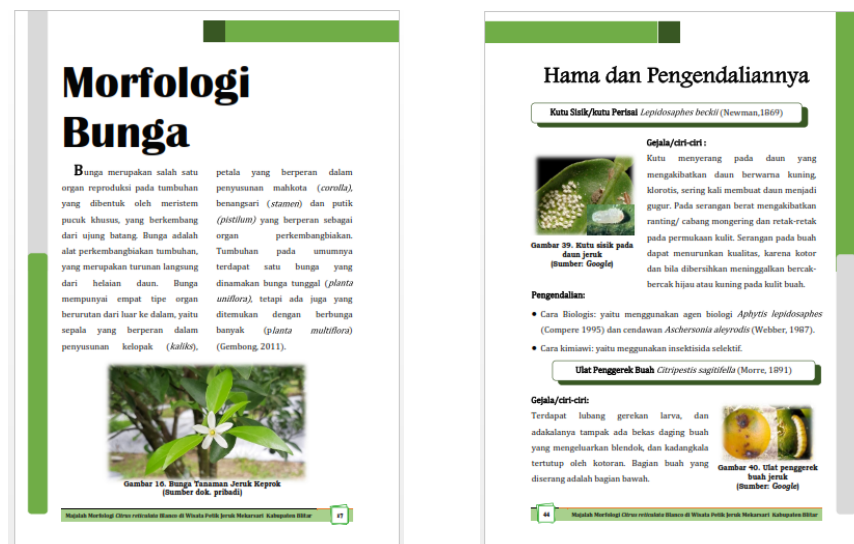 Morfologi
Bunga
Bunga merupakan salah satu
organ reproduksi pada tumbuhan
yang dibentuk oleh meristem
pucuk khusus, yang berkembang
dari ujung batang. Bunga adalah
alat perkembangbiakan tumbuhan,
yang merupakan turunan langsung
dari helaian daun. Bunga
mempunyai empat tipe organ
berurutan dari luar ke dalam, yaitu
sepala yang berperan dalam
penyusunan kelopak (kaliks),
petala yang berperan dalam
penyusunan mahkota (corolla),
benangsari (stamen) dan putik
(pistilum) yang berperan sebagai
organ perkembangbiakan.
Tumbuhan pada umumnya
terdapat satu bunga yang
dinamakan bunga tunggal (planta
uniflora), tetapi ada juga yang
ditemukan dengan berbunga
banyak (planta multiflora)
(Gembong, 2011).
Gambar 16. Bunga Tanaman Jeruk Keprok
(Sumber dok. pribadi)
Majalah Morfologi Citrus reticulata Blanco di Wisata Petik Jeruk Mekarsari Kabupaten Blitar
Hama dan Pengendaliannya
Kutu Sisik/kutu Perisai Lepidosaphes beckii (Newman,1869)
Gejala/ciri-ciri :
Kutu menyerang pada daun yang
mengakibatkan daun berwarna kuning,
klorotis, sering kali membuat daun menjadi
gugur. Pada serangan berat mengakibatkan
ranting/ cabang mongering dan retak-retak
pada permukaan kulit. Serangan pada buah
dapat menurunkan kualitas, karena kotor
dan bila dibersihkan meninggalkan bercak-
bercak hijau atau kuning pada kulit buah.
Gambar 39. Kutu sisik pada
daun jeruk
(Sumber: Google)
Pengendalian:
● Cara Biologis: yaitu menggunakan agen biologi Aphytis lepidosaphes
(Compere 1995) dan cendawan Aschersonia aleyrodis (Webber, 1987).
● Cara kimiawi: yaitu meggunakan insektisida selektif.
Ulat Penggerek Buah Citripestis sagitifella (Morre, 1891)
Gejala/ciri-ciri:
Terdapat lubang gerekan larva, dan
adakalanya tampak ada bekas daging buah
yang mengeluarkan blendok, dan kadangkala
tertutup oleh kotoran. Bagian buah yang
diserang adalah bagian bawah.
Gambar 40. Ulat penggerek
buah jeruk
(Sumber: Google)
44
Majalah Morfologi Citrus reticulata Blanco di Wisata Petik Jeruk Mekarsari Kabupaten Blitar